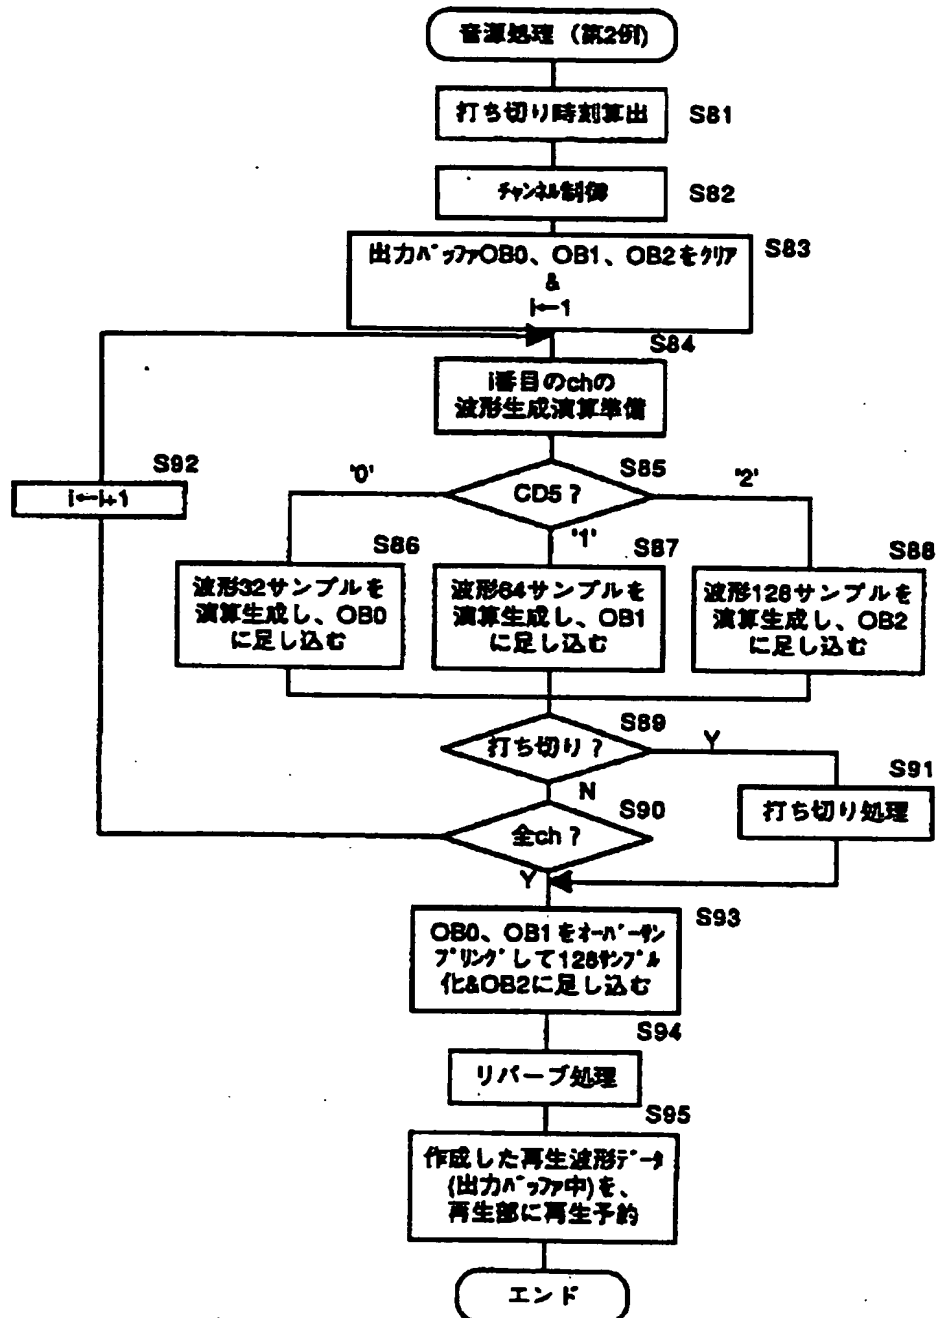 音源処理 (第2例)
打ち切り時刻算出
S81
チャンネル制御
S82
出力バッファOB0、OB1、OB2をクリア
&
i←1
S83
S84
i番目のchの
波形生成演算準備
S92
i←i+1
'0'
S85
CD5？
'2'
'1'
S86
波形32サンプルを
演算生成し、OB0
に足し込む
S87
波形64サンプルを
演算生成し、OB1
に足し込む
S88
波形128サンプルを
演算生成し、OB2
に足し込む
S89
打ち切り？
Y
N
S91
打ち切り処理
S90
全ch？
Y
S93
OB0、OB1をオーバーサン
プリングして128サンプル
化&OB2に足し込む
S94
リバーブ処理
S95
作成した再生波形データ
(出力バッファ中)を、
再生部に再生予約
エンド